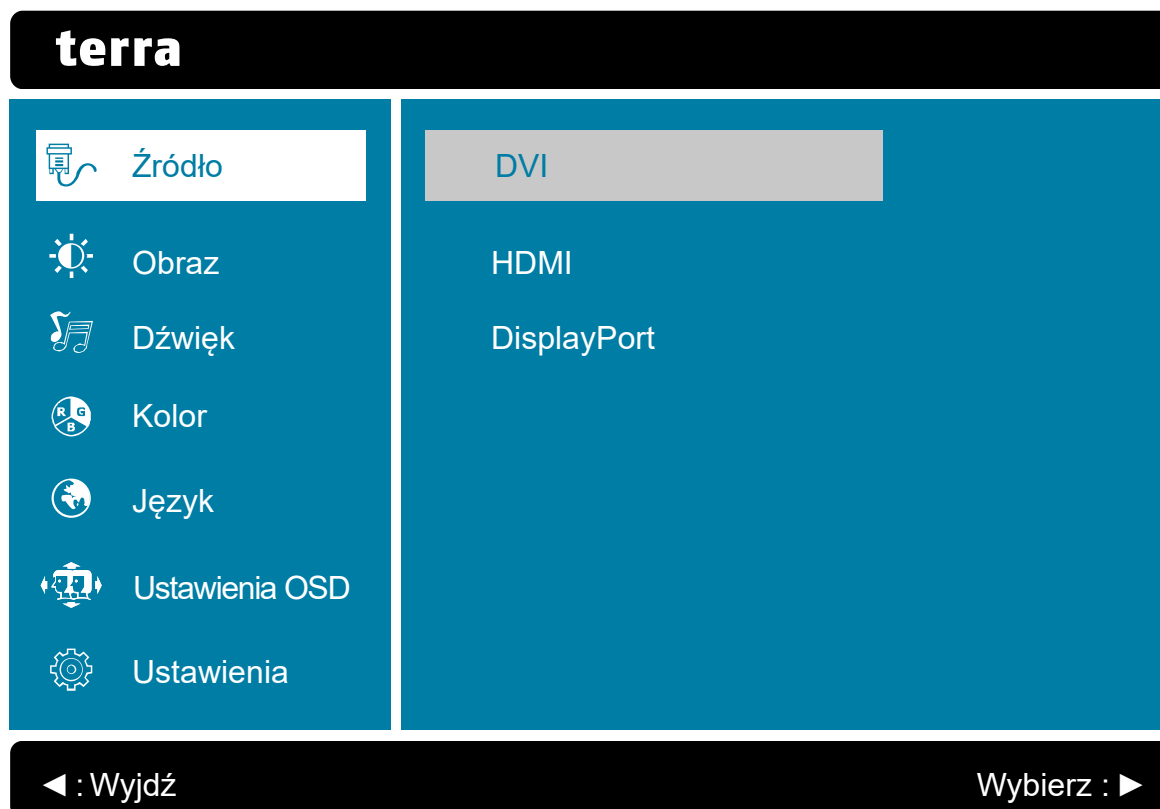 terra
Źródło
DVI
Obraz
HDMI
Dźwięk
DisplayPort
R G B
Kolor
Język
Ustawienia OSD
Ustawienia
◄ : Wyjdź
Wybierz : ►